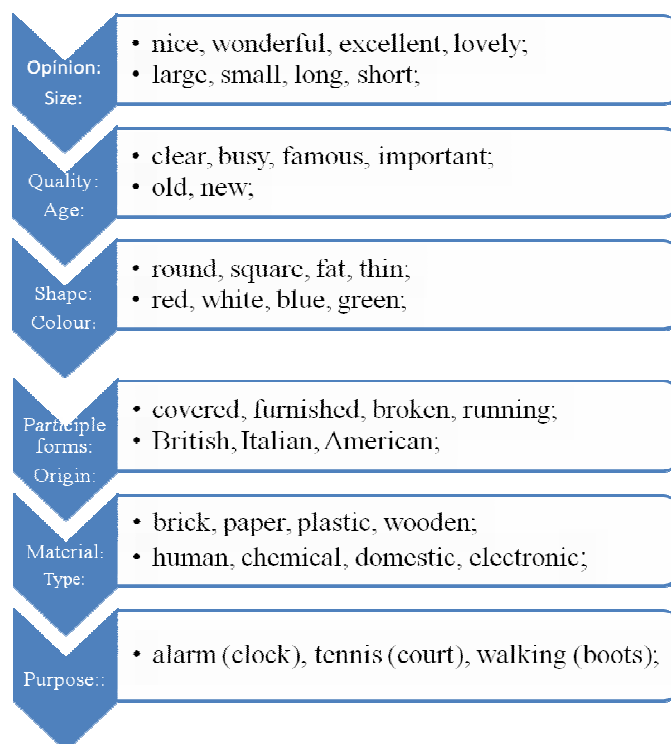 Opinion:
Size:
• nice, wonderful, excellent, lovely;
• large, small, long, short;
Quality:
Age:
• clear, busy, famous, important;
• old, new;
Shape:
Colour:
• round, square, fat, thin;
• red, white, blue, green;
Participle
forms:
Origin:
• covered, furnished, broken, running;
• British, Italian, American;
Material:
Type:
• brick, paper, plastic, wooden;
• human, chemical, domestic, electronic;
Purpose::
• alarm (clock), tennis (court), walking (boots);